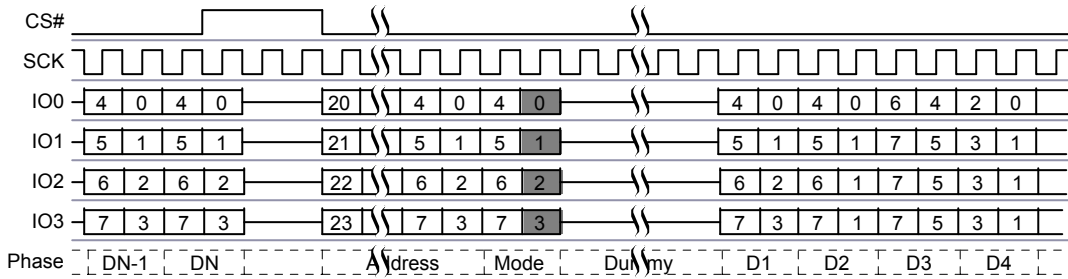 CS#
SCK
IO0 4 0 4 0 20 4 0 4 0 4 0 4 0 6 4 2 0
IO1 5 1 5 1 21 5 1 5 1 5 1 5 1 7 5 3 1
IO2 6 2 6 2 22 6 2 6 2 6 2 6 1 7 5 3 1
IO3 7 3 7 3 23 7 3 7 3 7 3 7 1 7 5 3 1
Phase DN-1 DN Address Mode Dummy D1 D2 D3 D4